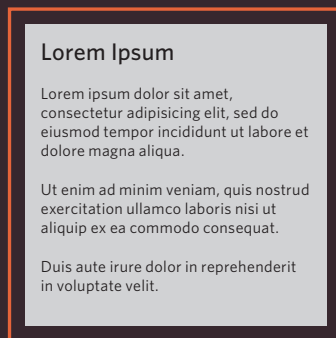 Lorem Ipsum
Lorem ipsum dolor sit amet,
consectetur adipisicing elit, sed do
eiusmod tempor incididunt ut labore et
dolore magna aliqua.
Ut enim ad minim veniam, quis nostrud
exercitation ullamco laboris nisi ut
aliquip ex ea commodo consequat.
Duis aute irure dolor in reprehenderit
in voluptate velit.